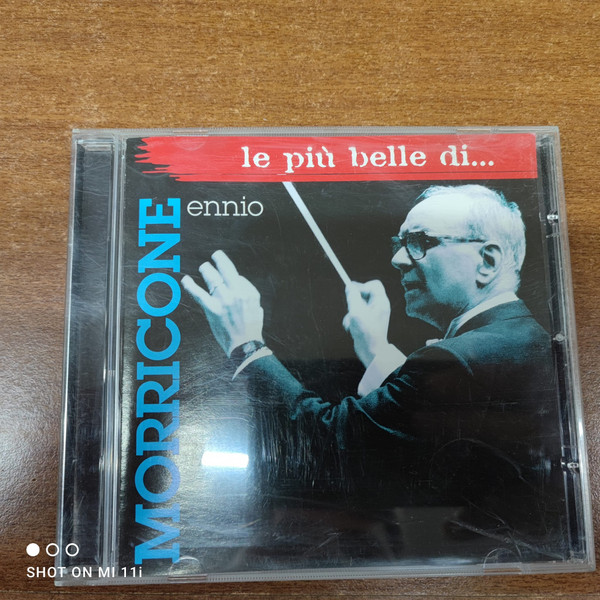 le più belle di...
ennio
MORRICONE
SHOT ON MI 11i